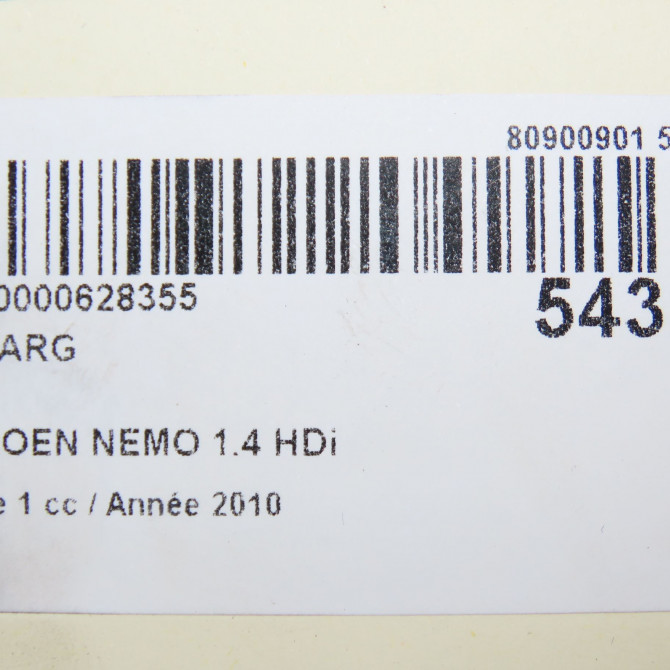 80900901 5
0000628355
543
ARG
OEN NEMO 1.4 HDi
e 1 cc / Année 2010